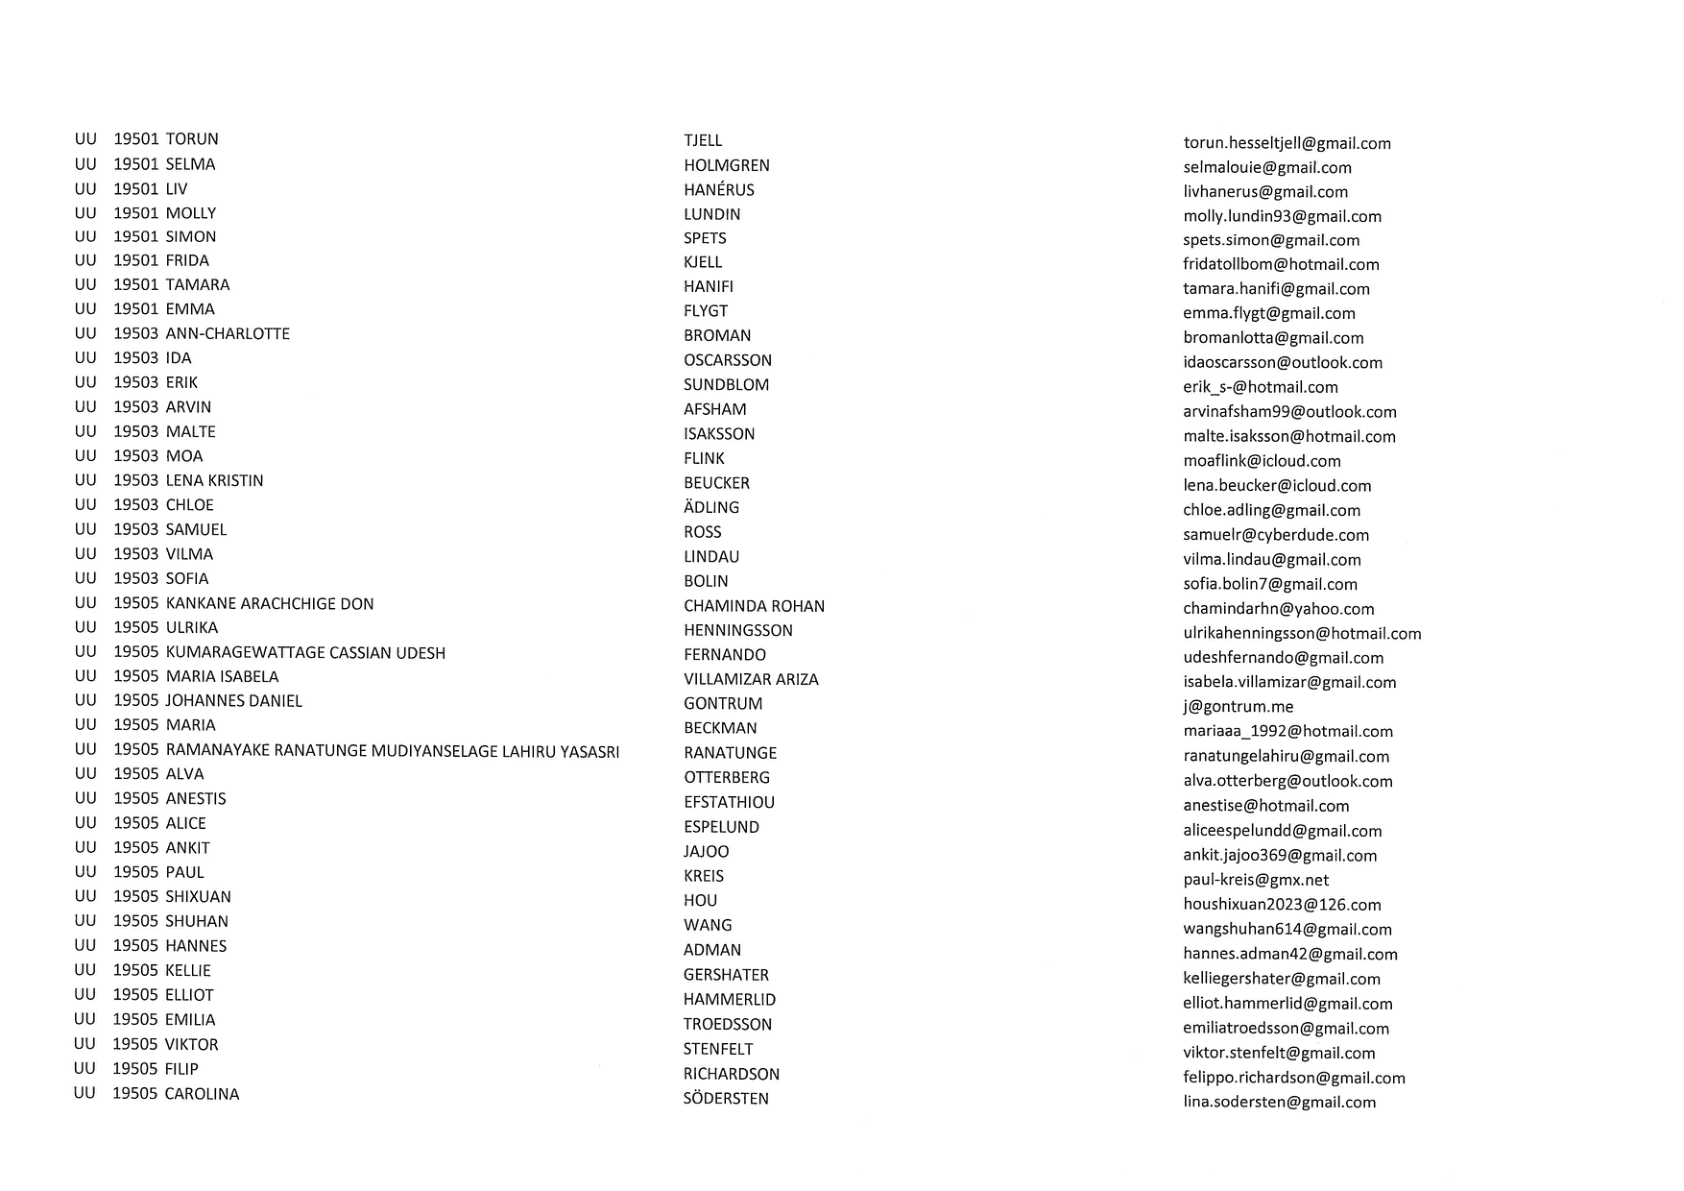 UU 19501 TORUN TJELL torun.hesseltjell@gmail.com
UU 19501 SELMA HOLMGREN selmalouie@gmail.com
UU 19501 LIV HANÉRUS livhanerus@gmail.com
UU 19501 MOLLY LUNDIN molly.lundin93@gmail.com
UU 19501 SIMON SPETS spets.simon@gmail.com
UU 19501 FRIDA KJELL fridatollbom@hotmail.com
UU 19501 TAMARA HANIFI tamara.hanifi@gmail.com
UU 19501 EMMA FLYGT emma.flygt@gmail.com
UU 19503 ANN-CHARLOTTE BROMAN bromanlotta@gmail.com
UU 19503 IDA OSCARSSON idaoscarsson@outlook.com
UU 19503 ERIK SUNDBLOM erik_s-@hotmail.com
UU 19503 ARVIN AFSHAM arvinafsham99@outlook.com
UU 19503 MALTE ISAKSSON malte.isaksson@hotmail.com
UU 19503 MOA FLINK moaflink@icloud.com
UU 19503 LENA KRISTIN BEUCKER lena.beucker@icloud.com
UU 19503 CHLOE ÄDLING chloe.adling@gmail.com
UU 19503 SAMUEL ROSS samuelr@cyberdude.com
UU 19503 VILMA LINDAU vilma.lindau@gmail.com
UU 19503 SOFIA BOLIN sofia.bolin7@gmail.com
UU 19505 KANKANE ARACHCHIGE DON CHAMINDA ROHAN chamindarhn@yahoo.com
UU 19505 ULRIKA HENNINGSSON ulrikahenningsson@hotmail.com
UU 19505 KUMARAGEWATTAGE CASSIAN UDESH FERNANDO udeshfernando@gmail.com
UU 19505 MARIA ISABELA VILLAMIZAR ARIZA isabela.villamizar@gmail.com
UU 19505 JOHANNES DANIEL GONTRUM j@gontrum.me
UU 19505 MARIA BECKMAN mariaaa_1992@hotmail.com
UU 19505 RAMANAYAKE RANATUNGE MUDIYANSELAGE LAHIRU YASASRI RANATUNGE ranatungelahiru@gmail.com
UU 19505 ALVA OTTERBERG alva.otterberg@outlook.com
UU 19505 ANESTIS EFSTATHIOU anestise@hotmail.com
UU 19505 ALICE ESPELUND aliceespelundd@gmail.com
UU 19505 ANKIT JAJOO ankit.jajoo369@gmail.com
UU 19505 PAUL KREIS paul-kreis@gmx.net
UU 19505 SHIXUAN HOU houshixuan2023@126.com
UU 19505 SHUHAN WANG wangshuhan614@gmail.com
UU 19505 HANNES ADMAN hannes.adman42@gmail.com
UU 19505 KELLIE GERSHATER kelliegershater@gmail.com
UU 19505 ELLIOT HAMMERLID elliot.hammerlid@gmail.com
UU 19505 EMILIA TROEDSSON emiliatroedsson@gmail.com
UU 19505 VIKTOR STENFELT viktor.stenfelt@gmail.com
UU 19505 FILIP RICHARDSON felippo.richardson@gmail.com
UU 19505 CAROLINA SÖDERSTEN lina.sodersten@gmail.com